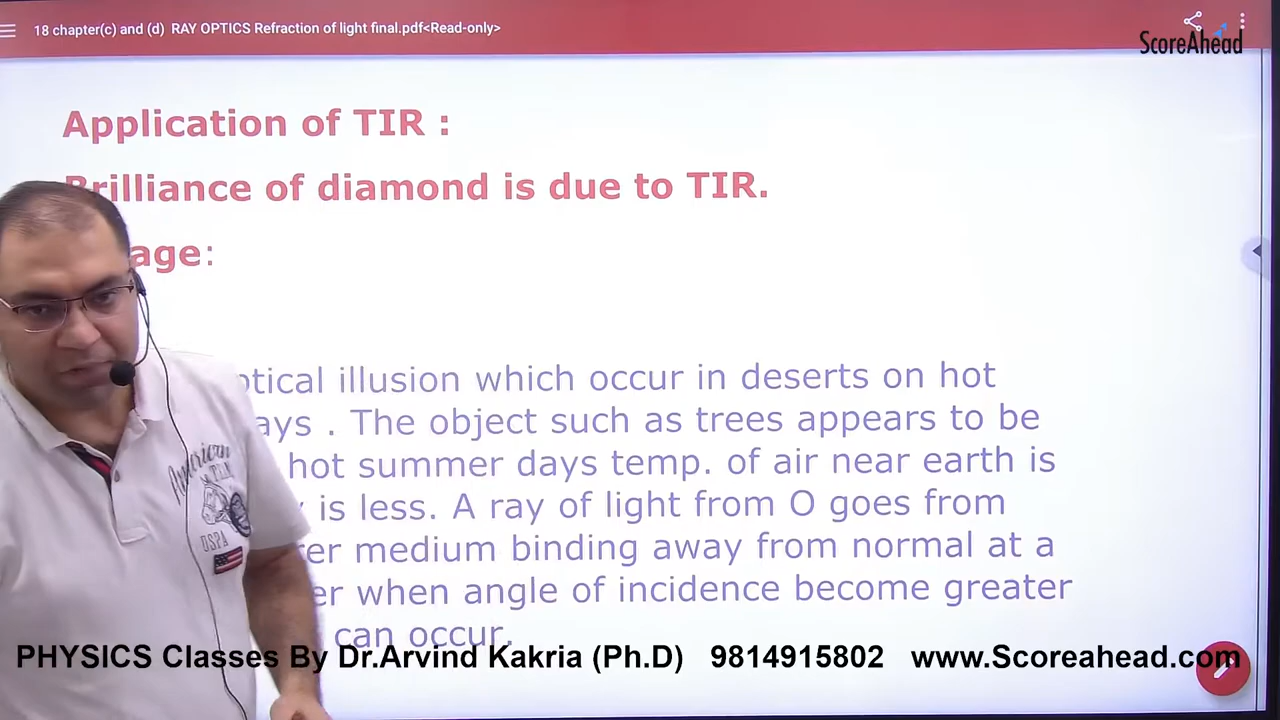 18 chapter(c) and (d) RAY OPTICS Refraction of light final.pdf<Read-only>
ScoreAhead
Application of TIR :
Brilliance of diamond is due to TIR.
age:
ptical illusion which occur in deserts on hot
ays . The object such as trees appears to be
hot summer days temp. of air near earth is
is less. A ray of light from O goes from
rer medium binding away from normal at a
er when angle of incidence become greater
can occur.
American
USPA
PHYSICS Classes By Dr.Arvind Kakria (Ph.D) 9814915802 www.Scoreahead.com